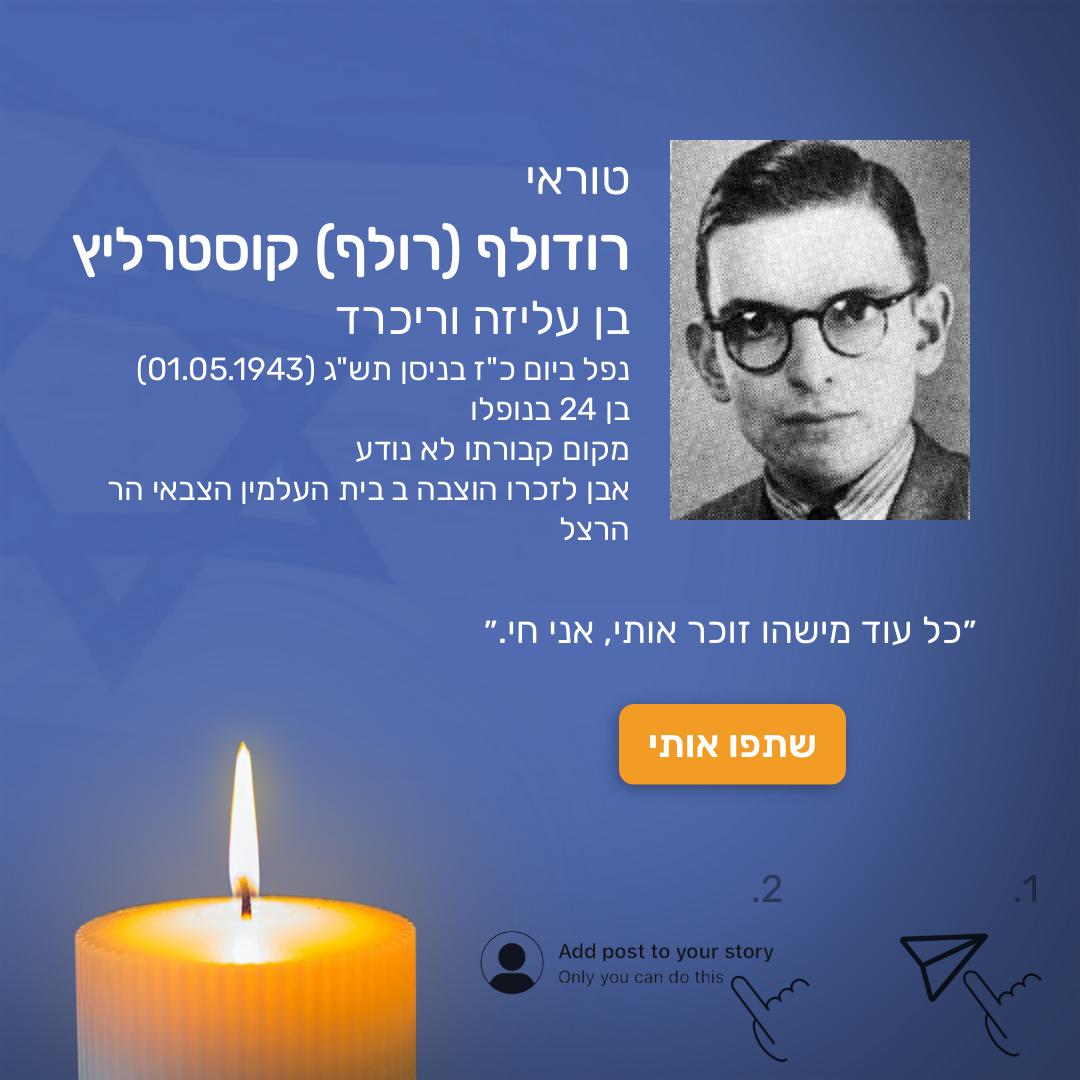 טוראי
רודולף (רולף) קוסטרליץ
בן עליזה וריכרד
נפל ביום כ"ז בניסן תש"ג (01.05.1943)
בן 24 בנופלו
מקום קבורתו לא נודע
אבן לזכרו הוצבה ב בית העלמין הצבאי הר
הרצל
״כל עוד מישהו זוכר אותי, אני חי.״
שתפו אותי
.1
.2
Add post to your story
Only you can do this